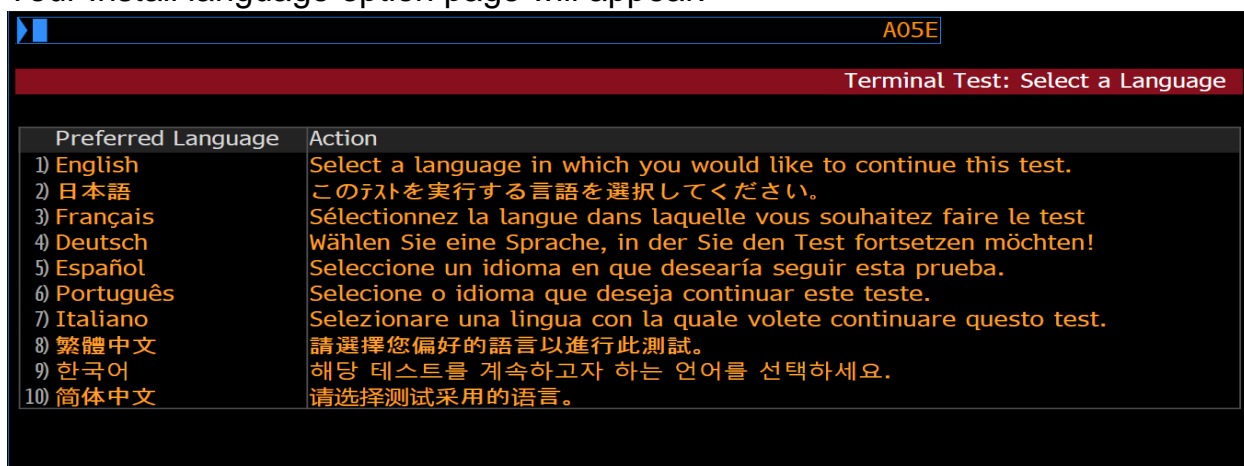 Your install language option page will appear.
A05E
Terminal Test: Select a Language
Preferred Language Action
1) English Select a language in which you would like to continue this test.
2) 日本語 このテストを実行する言語を選択してください。
3) Français Sélectionnez la langue dans laquelle vous souhaitez faire le test
4) Deutsch Wählen Sie eine Sprache, in der Sie den Test fortsetzen möchten!
5) Español Seleccione un idioma en que desearía seguir esta prueba.
6) Português Selecione o idioma que deseja continuar este teste.
7) Italiano Selezionare una lingua con la quale volete continuare questo test.
8) 繁體中文 請選擇您偏好的語言以進行此測試。
9) 한국어 해당 테스트를 계속하고자 하는 언어를 선택하세요.
10) 简体中文 请选择测试采用的语言。